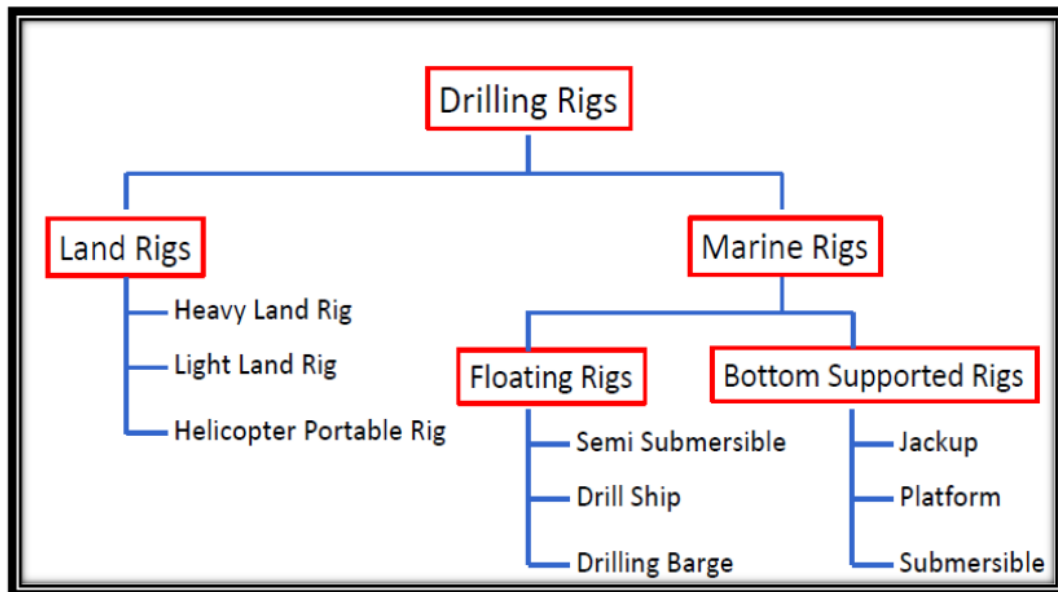 Drilling Rigs
Land Rigs
Marine Rigs
Heavy Land Rig
Light Land Rig
Helicopter Portable Rig
Floating Rigs
Bottom Supported Rigs
Semi Submersible
Drill Ship
Drilling Barge
Jackup
Platform
Submersible